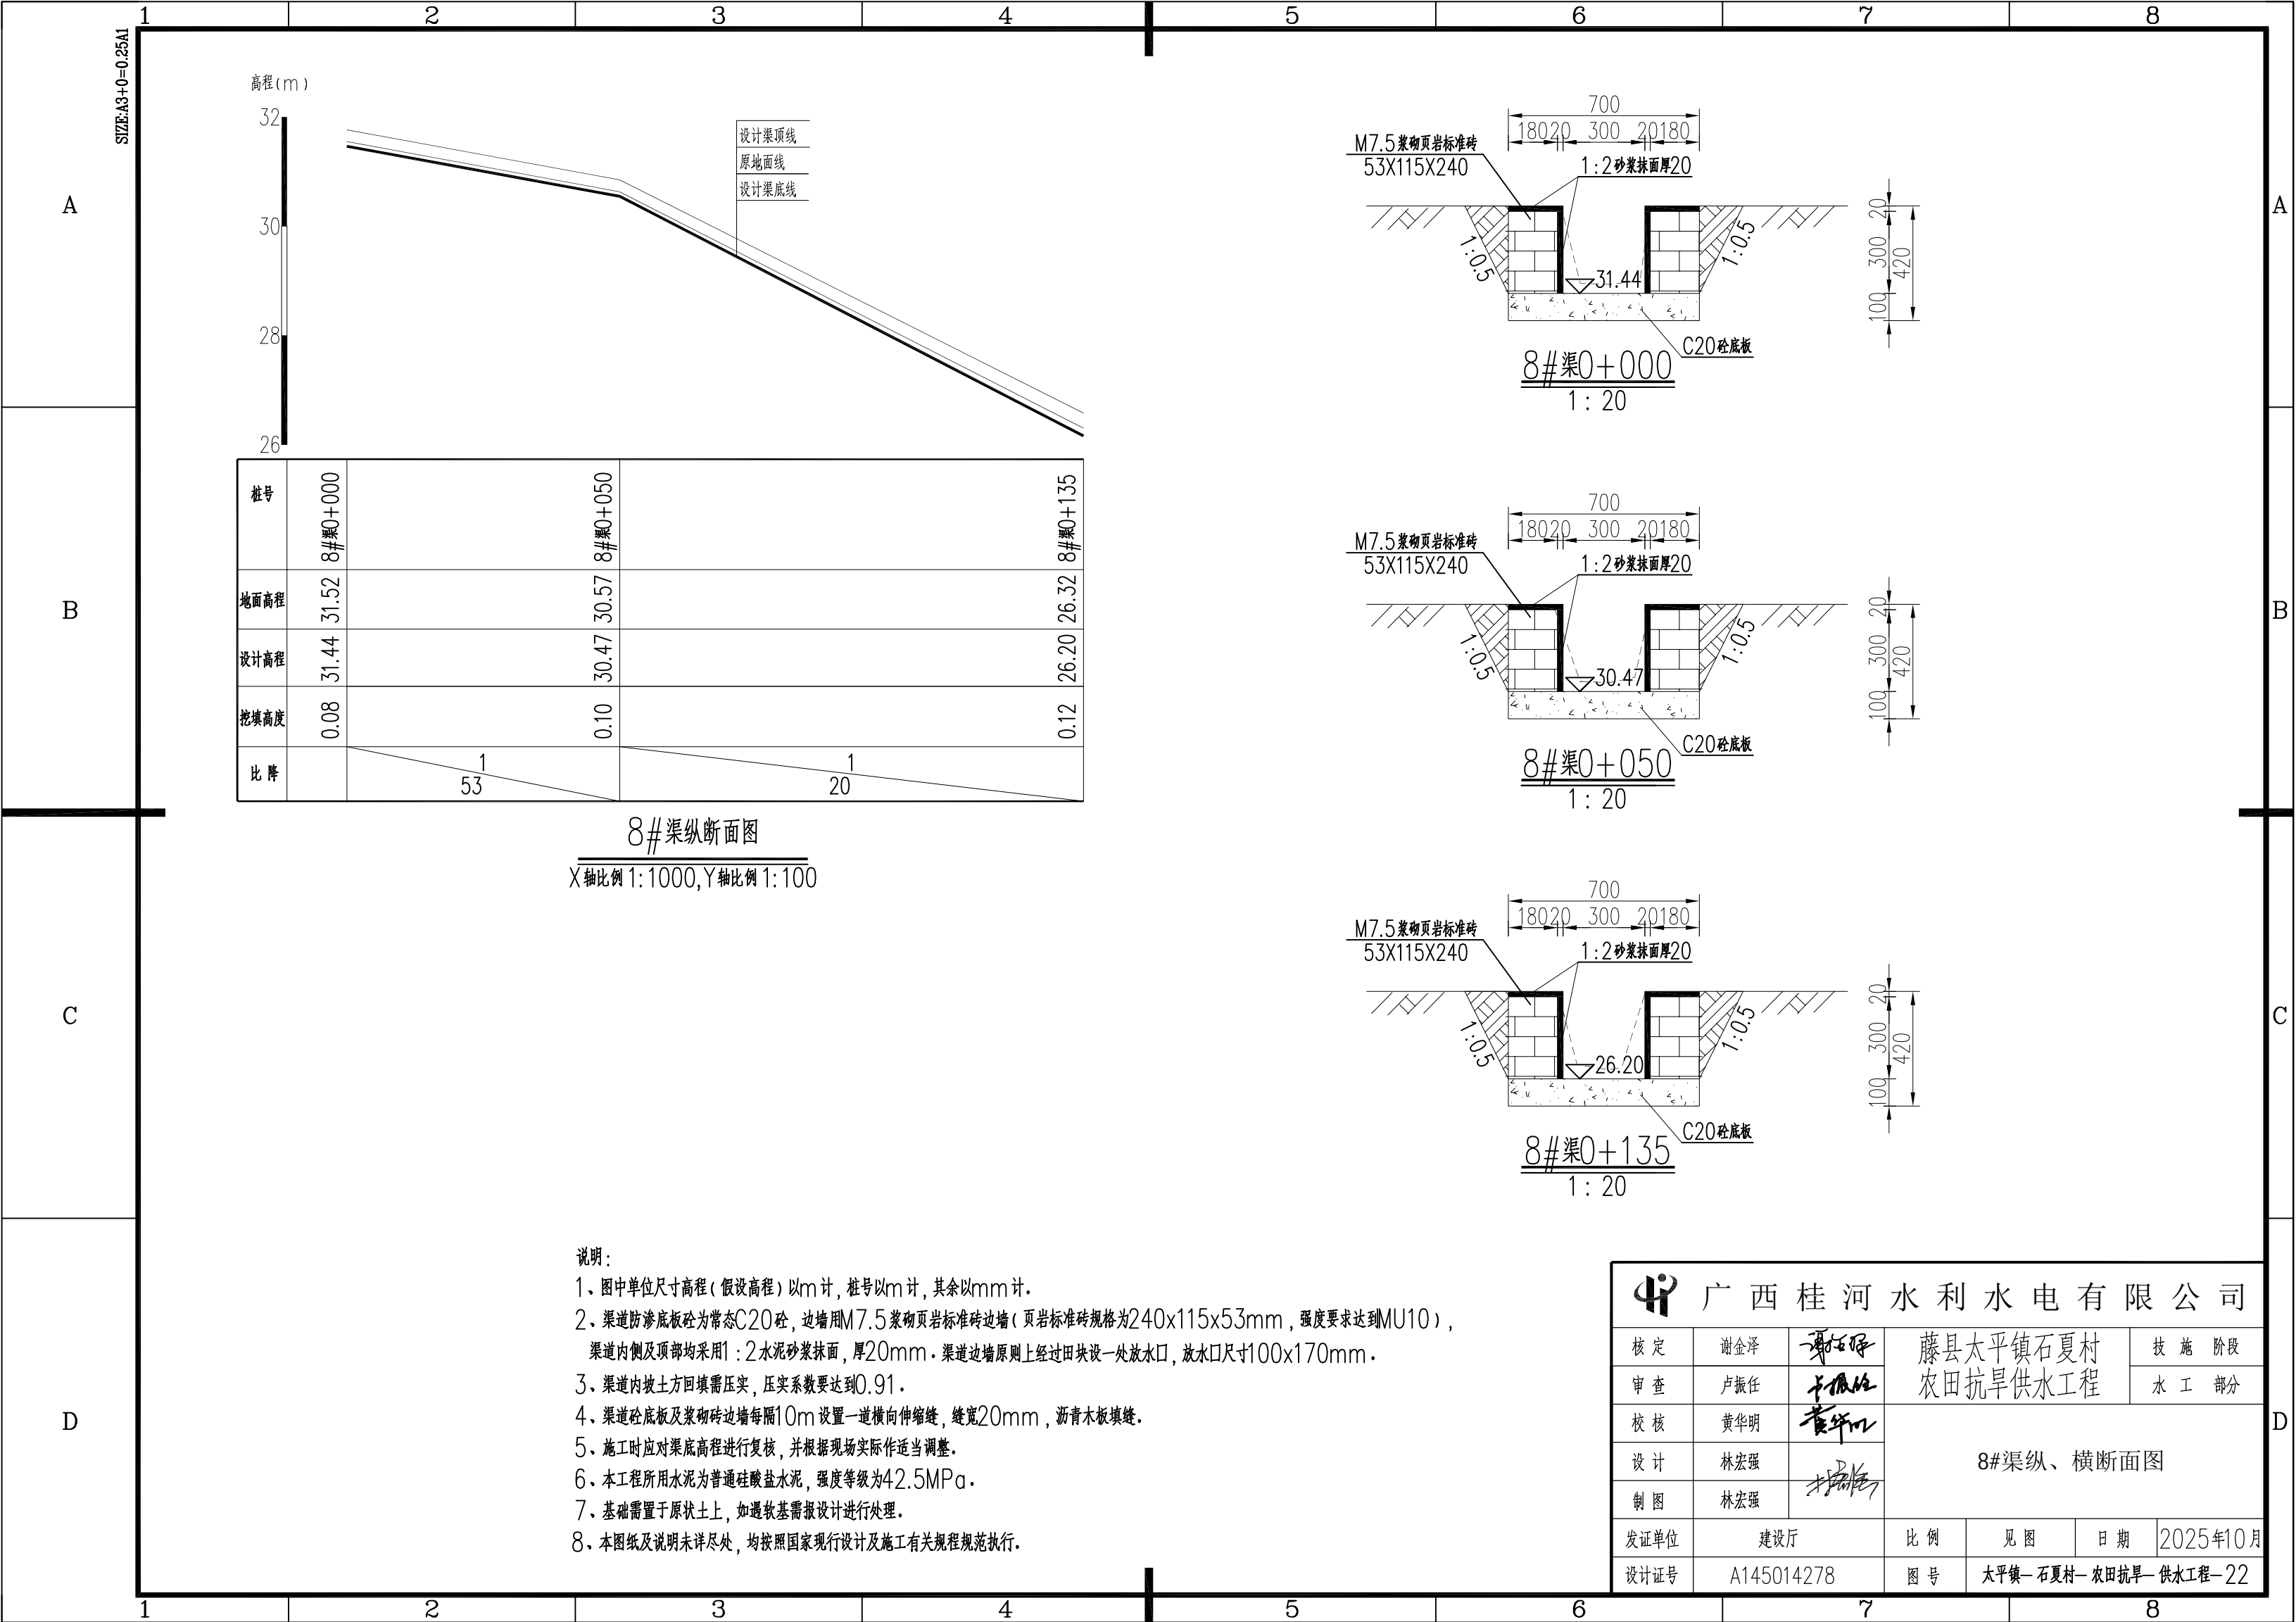 1 2 3 4 5 6 7 8
SIZE:A3+0=0.25A1
A
B
C
D
A
B
C
D
高程(m)
32
30
28
26
设计渠顶线
原地面线
设计渠底线
桩号 8#渠0+000 8#渠0+050 8#渠0+135
地面高程 31.52 30.57 26.32
设计高程 31.44 30.47 26.20
挖填高度 0.08 0.10 0.12
比降 1 1
53 20
8#渠纵断面图
X轴比例1:1000,Y轴比例1:100
700
180 20 300 20 180
M7.5浆砌页岩标准砖
53X115X240
1:2砂浆抹面厚20
1:0.5
1:0.5
31.44
20
300
100
420
C20砼底板
8#渠0+000
1: 20
700
180 20 300 20 180
M7.5浆砌页岩标准砖
53X115X240
1:2砂浆抹面厚20
1:0.5
1:0.5
30.47
20
300
100
420
C20砼底板
8#渠0+050
1: 20
700
180 20 300 20 180
M7.5浆砌页岩标准砖
53X115X240
1:2砂浆抹面厚20
1:0.5
1:0.5
26.20
20
300
100
420
C20砼底板
8#渠0+135
1: 20
说明:
1、图中单位尺寸高程(假设高程)以m计,桩号以m计,其余以mm计.
2、渠道防渗底板砼为常态C20砼,边墙用M7.5浆砌页岩标准砖边墙(页岩标准砖规格为240x115x53mm,强度要求达到MU10),
渠道内侧及顶部均采用1:2水泥砂浆抹面,厚20mm.渠道边墙原则上经过田块设一处放水口,放水口尺寸100x170mm.
3、渠道内坡土方回填需压实,压实系数要达到0.91.
4、渠道砼底板及浆砌砖边墙每隔10m设置一道横向伸缩缝,缝宽20mm,沥青木板填缝.
5、施工时应对渠底高程进行复核,并根据现场实际作适当调整.
6、本工程所用水泥为普通硅酸盐水泥,强度等级为42.5MPa.
7、基础需置于原状土上,如遇软基需报设计进行处理.
8、本图纸及说明未详尽处,均按照国家现行设计及施工有关规程规范执行.
广西桂河水利水电有限公司
核定 谢金泽
审查 卢振任 卢振任
校核 黄华明 黄华明
设计 林宏强
制图 林宏强
藤县太平镇石夏村
农田抗旱供水工程
技 施 阶段
水 工 部分
8#渠纵、横断面图
发证单位 建设厅 比例 见图 日期 2025年10月
设计证号 A145014278 图号 太平镇-石夏村-农田抗旱-供水工程-22
1 2 3 4 5 6 7 8